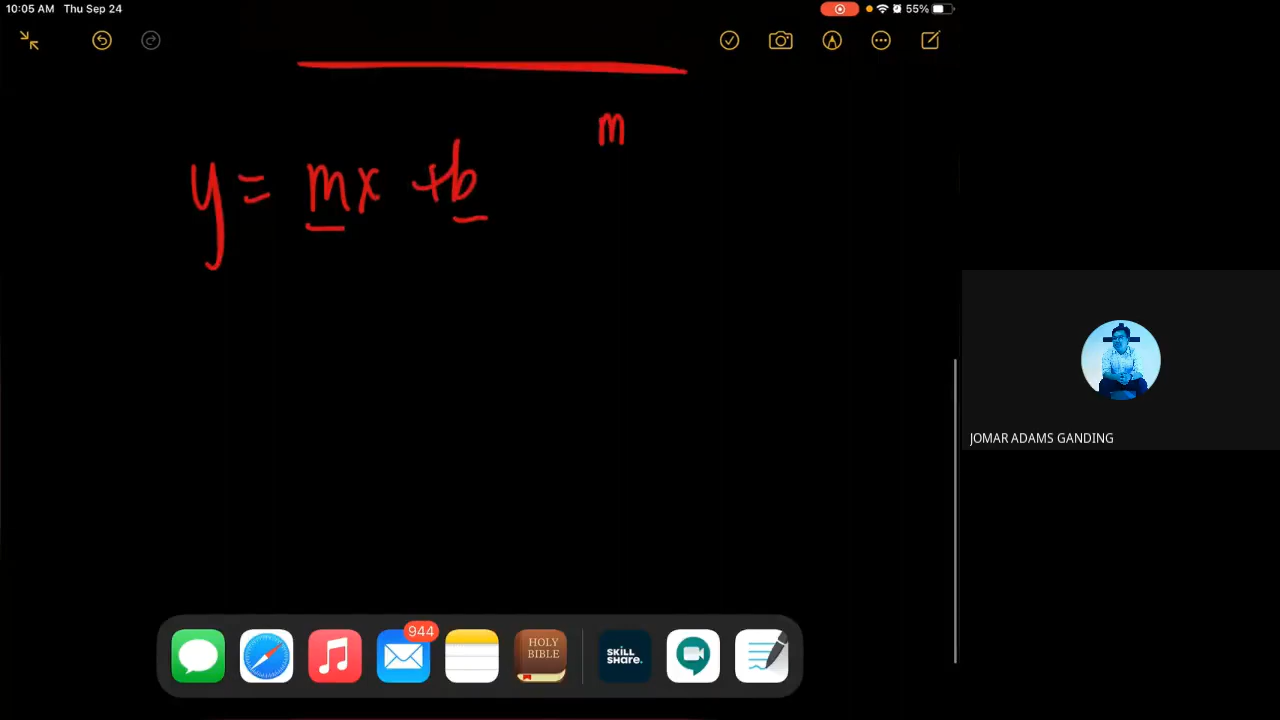 10:05 AM Thu Sep 24
55%
m
y = mx + b
JOMAR ADAMS GANDING
944
HOLY
BIBLE
SKILL
SHARE.